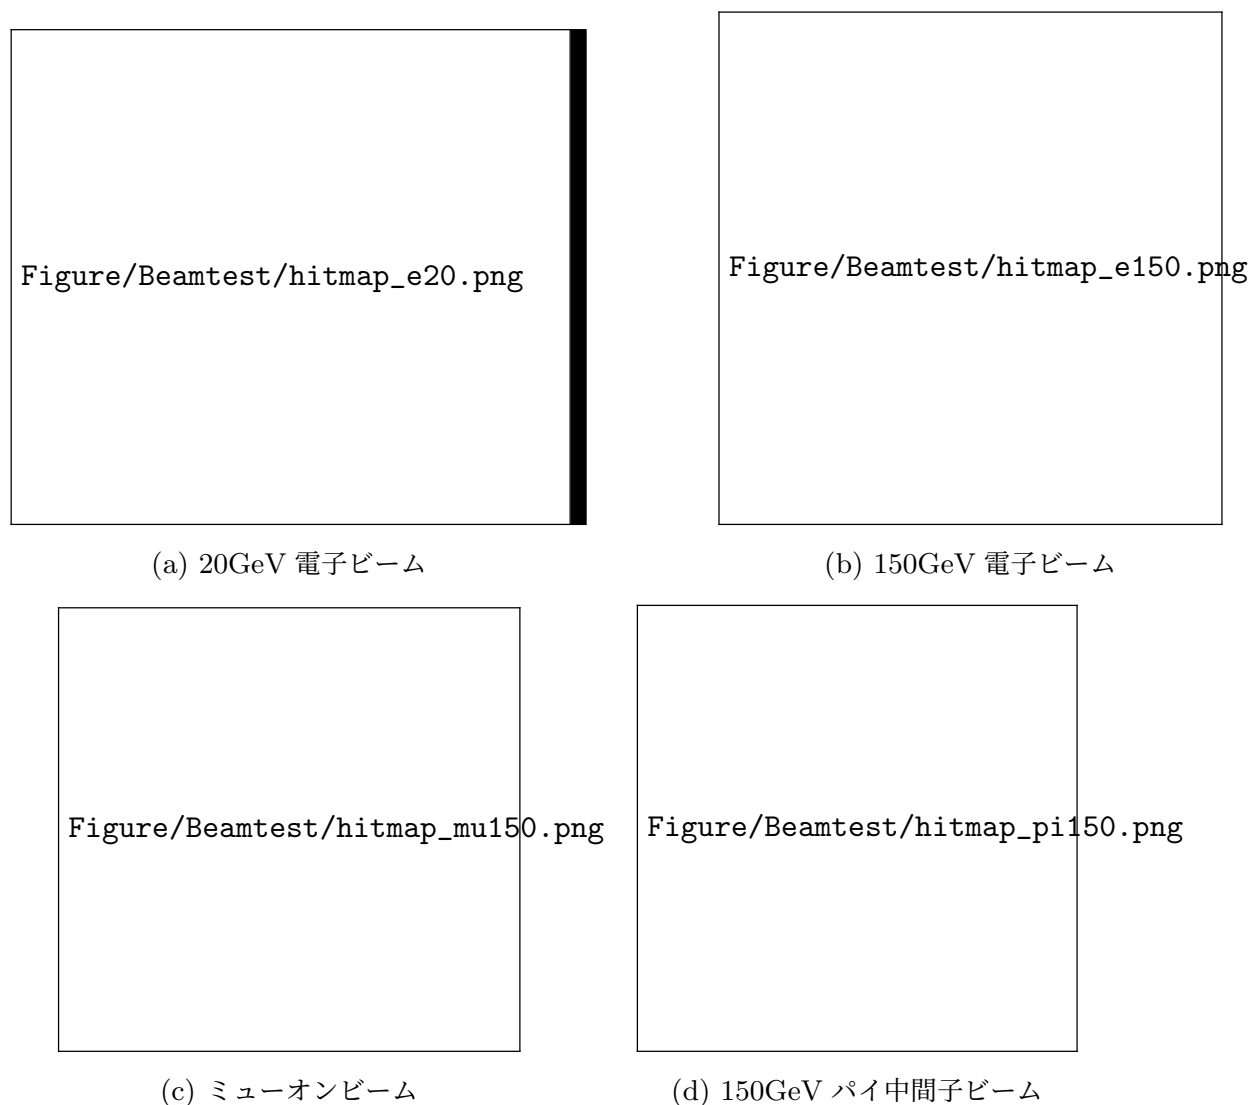 Figure/Beamtest/hitmap_e20.png
Figure/Beamtest/hitmap_e150.png
(a) 20GeV 電子ビーム
(b) 150GeV 電子ビーム
Figure/Beamtest/hitmap_mu150.png
Figure/Beamtest/hitmap_pi150.png
(c) ミューオンビーム
(d) 150GeV パイ中間子ビーム